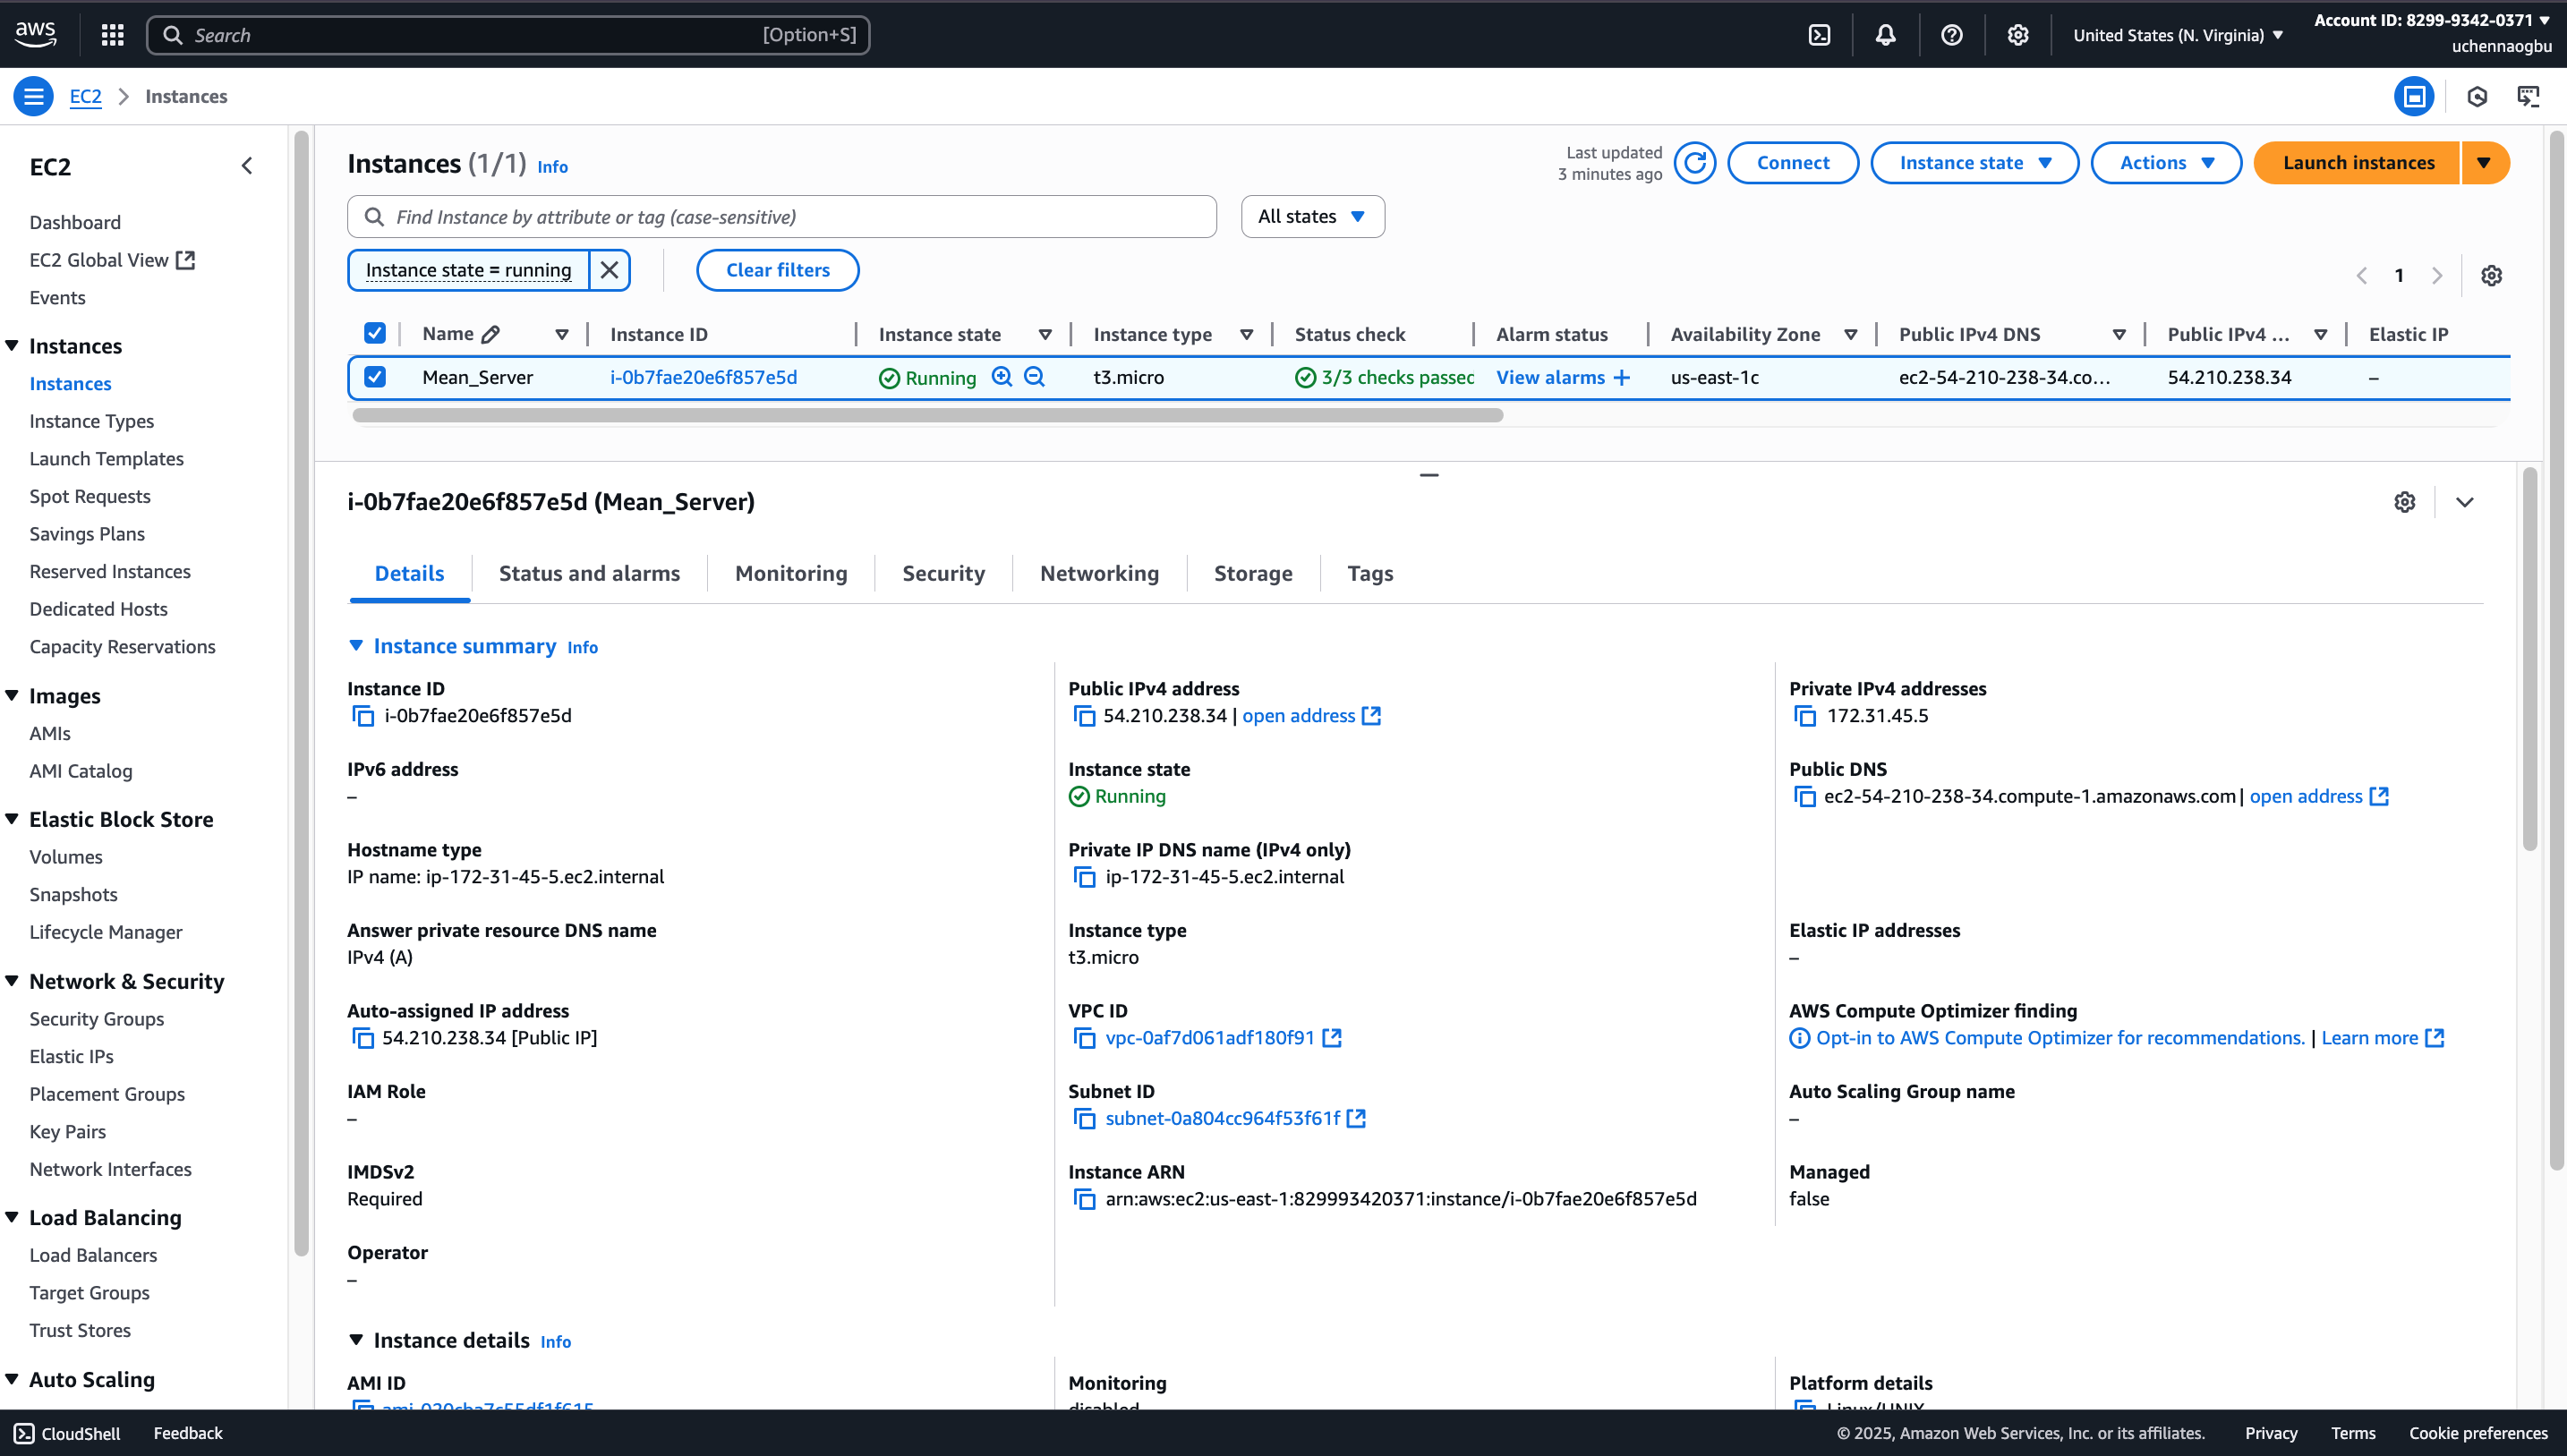 aws
Search
[Option+S]
United States (N. Virginia)
Account ID: 8299-9342-0371
uchennaogbu
EC2
Instances
EC2
Dashboard
EC2 Global View
Events
Instances
Instances
Instance Types
Launch Templates
Spot Requests
Savings Plans
Reserved Instances
Dedicated Hosts
Capacity Reservations
Images
AMIs
AMI Catalog
Elastic Block Store
Volumes
Snapshots
Lifecycle Manager
Network & Security
Security Groups
Elastic IPs
Placement Groups
Key Pairs
Network Interfaces
Load Balancing
Load Balancers
Target Groups
Trust Stores
Auto Scaling
Instances (1/1) Info
Last updated
3 minutes ago
Connect
Instance state
Actions
Launch instances
Find Instance by attribute or tag (case-sensitive)
All states
Instance state = running
Clear filters
1
Name Instance ID Instance state Instance type Status check Alarm status Availability Zone Public IPv4 DNS Public IPv4 ... Elastic IP
Mean_Server i-0b7fae20e6f857e5d Running t3.micro 3/3 checks passed View alarms + us-east-1c ec2-54-210-238-34.co... 54.210.238.34 –
i-0b7fae20e6f857e5d (Mean_Server)
Details Status and alarms Monitoring Security Networking Storage Tags
Instance summary Info
Instance ID
i-0b7fae20e6f857e5d
Public IPv4 address
54.210.238.34 | open address
Private IPv4 addresses
172.31.45.5
IPv6 address
–
Instance state
Running
Public DNS
ec2-54-210-238-34.compute-1.amazonaws.com | open address
Hostname type
IP name: ip-172-31-45-5.ec2.internal
Private IP DNS name (IPv4 only)
ip-172-31-45-5.ec2.internal
Answer private resource DNS name
IPv4 (A)
Instance type
t3.micro
Elastic IP addresses
–
Auto-assigned IP address
54.210.238.34 [Public IP]
VPC ID
vpc-0af7d061adf180f91
AWS Compute Optimizer finding
Opt-in to AWS Compute Optimizer for recommendations. | Learn more
IAM Role
–
Subnet ID
subnet-0a804cc964f53f61f
Auto Scaling Group name
–
IMDSv2
Required
Instance ARN
arn:aws:ec2:us-east-1:829993420371:instance/i-0b7fae20e6f857e5d
Managed
false
Operator
–
Instance details Info
AMI ID
Monitoring
disabled
Platform details
Linux/UNIX
CloudShell
Feedback
© 2025, Amazon Web Services, Inc. or its affiliates.
Privacy
Terms
Cookie preferences